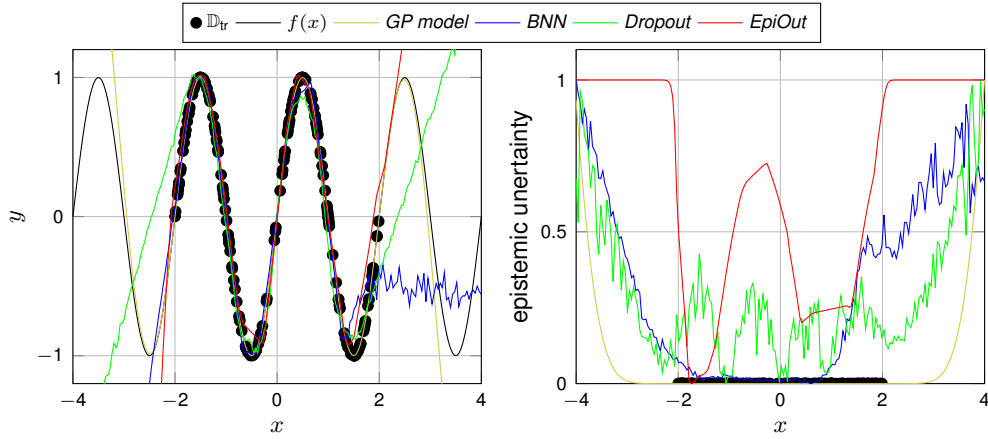 𝔻tr f(x) GP model BNN Dropout EpiOut
1
0
−1
y
−4 −2 0 2 4
x
1
0.5
0
epistemic unertainty
−4 −2 0 2 4
x